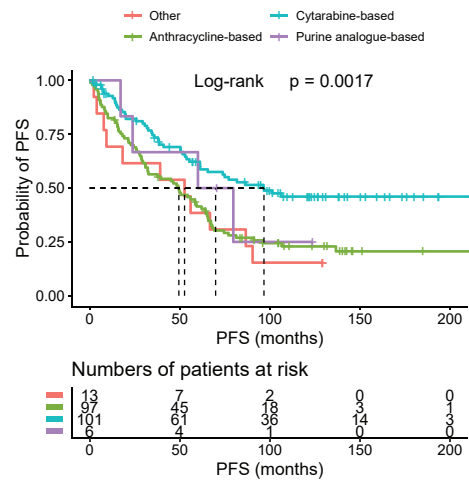 Other Cytarabine-based
Anthracycline-based Purine analogue-based
Log-rank p = 0.0017
Probability of PFS
1.00
0.75
0.50
0.25
0.00
0 50 100 150 200
PFS (months)
Numbers of patients at risk
13 7 2 0 0
97 45 18 3 1
101 61 36 14 3
6 4 1 0 0
0 50 100 150 200
PFS (months)